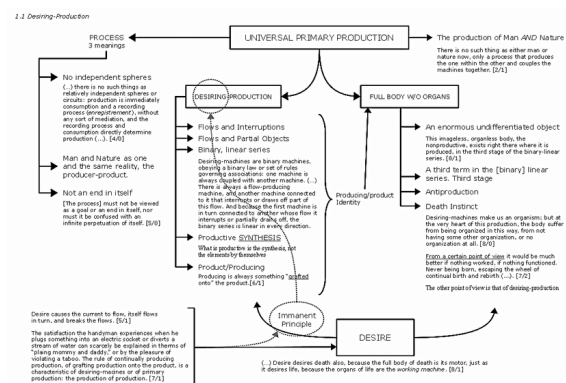 1.1 Desiring-Production
PROCESS
3 meanings
UNIVERSAL PRIMARY PRODUCTION
The production of Man AND Nature
There is no such thing as either man or
nature now, only a process that produces
the one within the other and couples the
machines together. [2/1]
No independent spheres
(...) there is no such things as
relatively independent spheres or
circuits: production is immediately
consumption and a recording
process (enregistrement), without
any sort of mediation, and the
recording process and
consumption directly determine
production (...). [4/0]
Man and Nature as one
and the same reality, the
producer-product.
Not an end in itself
[The process] must not be viewed
as a goal or an end in itself, nor
must it be confused with an
infinite perpetuation of itself. [5/0]
DESIRING-PRODUCTION
Flows and Interruptions
Flows and Partial Objects
Binary, linear series
Desiring-machines are binary machines,
obeying a binary law or set of rules
governing associations: one machine is
always coupled with another machine. (...)
There is always a flow-producing
machine, and another machine connected
to it that interrupts or draws off part of
this flow. And because the first machine is
in turn connected to another whose flow it
interrupts or partially drains off, the
binary series is linear in every direction.
Productive SYNTHESIS
What is productive is the synthesis, not
the elements by themselves
Product/Producing
Producing is always something "grafted
onto" the product.[6/1]
Producing/product
Identity
FULL BODY W/O ORGANS
An enormous undifferentiated object
This imageless, organless body, the
nonproductive, exists right there where it is
produced, in the third stage of the binary-linear
series. [8/1]
A third term in the [binary] linear
series. Third stage
Antiproduction
Death Instinct
Desiring-machines make us an organism; but at
the very heart of this production, the body suffers
from being organized in this way, from not
having some other organization, or no
organization at all. [8/0]
From a certain point of view it would be much
better if nothing worked, if nothing functioned.
Never being born, escaping the wheel of
continual birth and rebirth (...). [7/2]
The other point of view is that of desiring-production
Immanent
Principle
DESIRE
Desire causes the current to flow, itself flows
in turn, and breaks the flows. [5/1]
The satisfaction the handyman experiences when he
plugs something into an electric socket or diverts a
stream of water can scarcely be explained in therms of
"plaing mommy and daddy," or by the pleasure of
violating a taboo. The rule of continually producing
production, of grafting producing onto the product, is a
characteristic of desiring-machines or of primary
production: the production of production. [7/1]
(...) Desire desires death also, because the full body of death is its motor, just as
it desires life, because the organs of life are the working machine. [8/1]